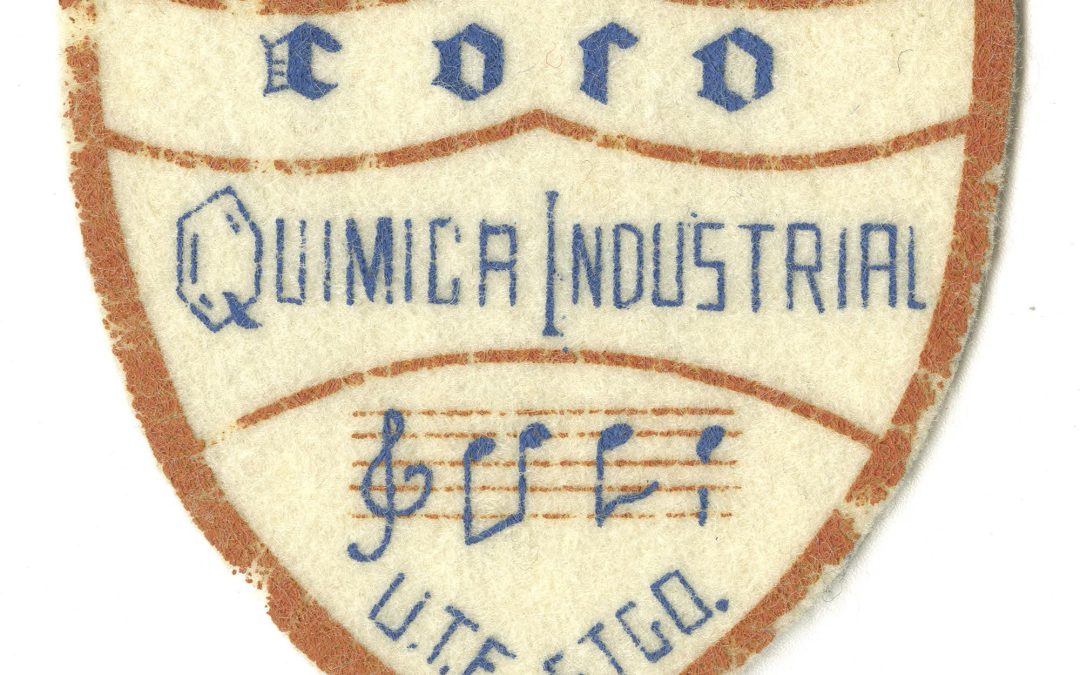 Coro
QUIMICA INDUSTRIAL
U.T.E. STGO.